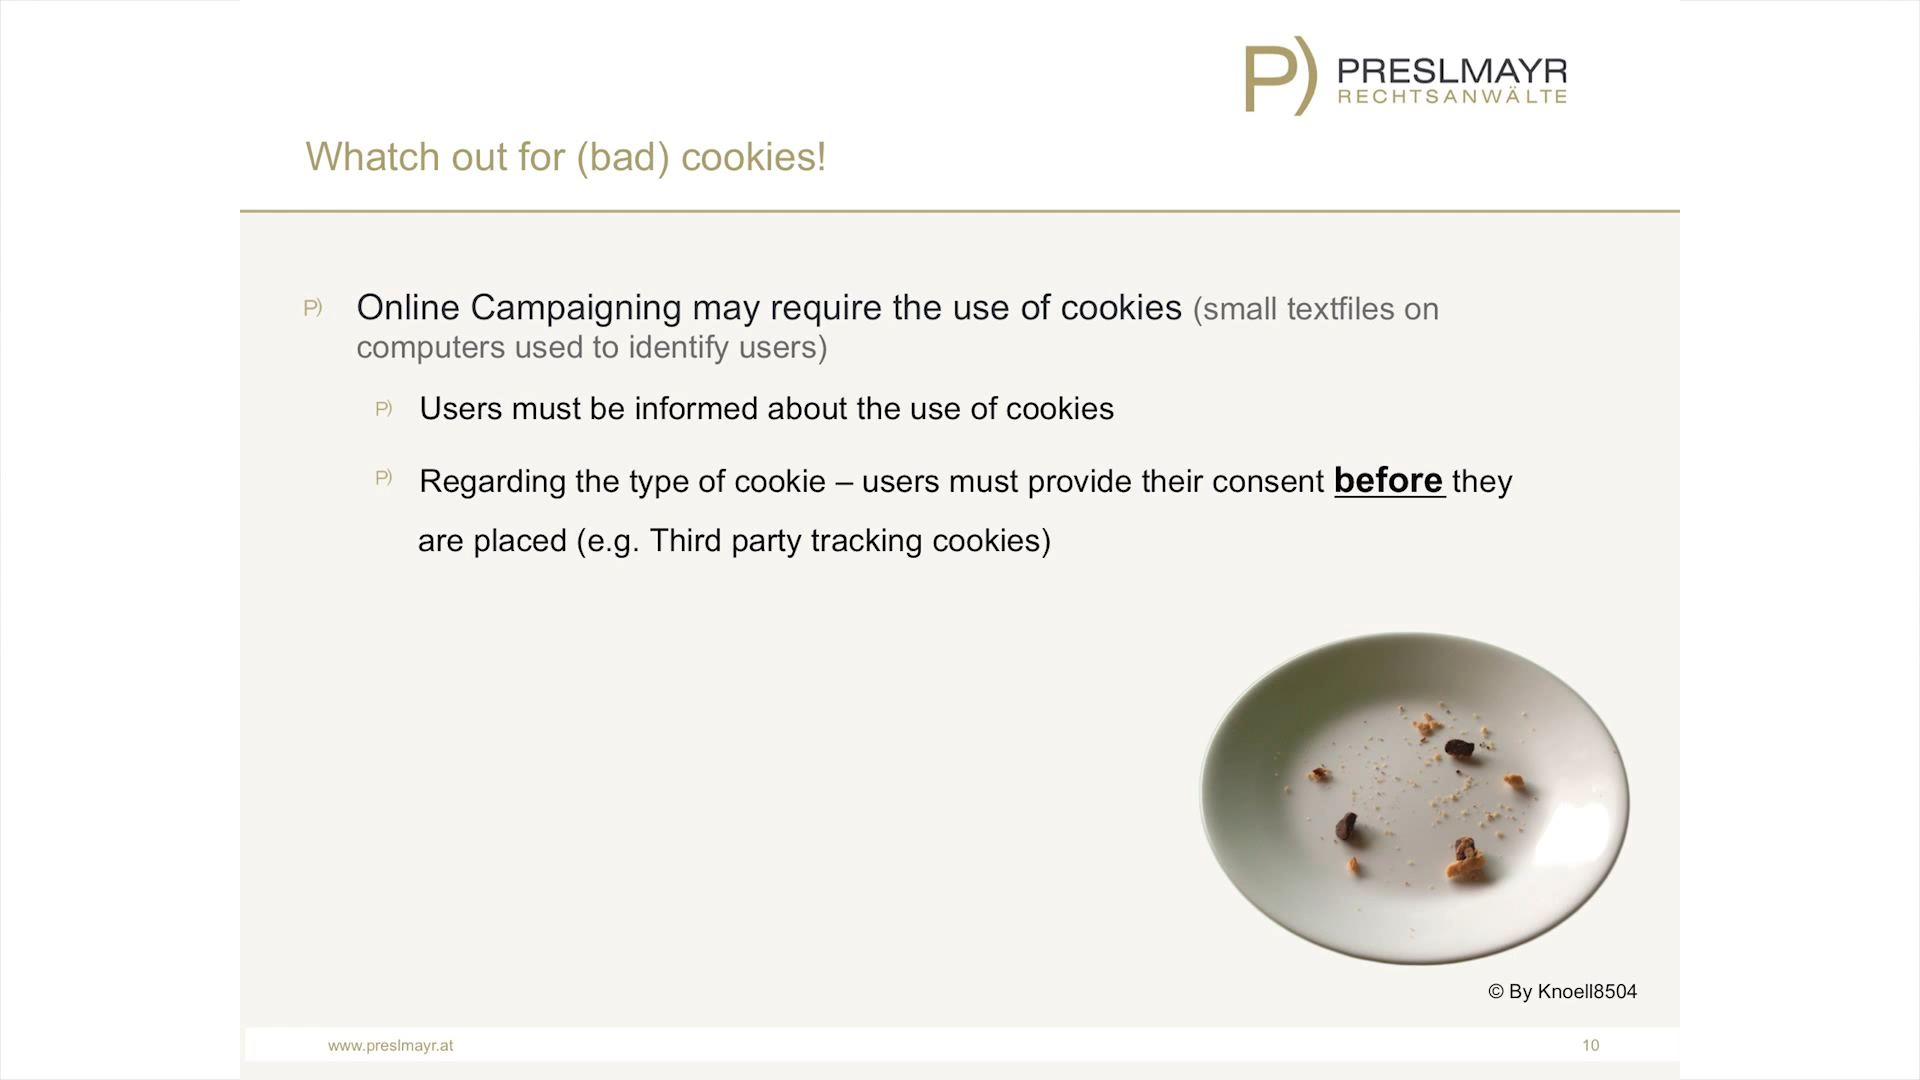 P) PRESLMAYR
RECHTSANWÄLTE
Whatch out for (bad) cookies!
P) Online Campaigning may require the use of cookies (small textfiles on
computers used to identify users)
P) Users must be informed about the use of cookies
P) Regarding the type of cookie – users must provide their consent before they
are placed (e.g. Third party tracking cookies)
© By Knoell8504
www.preslmayr.at
10